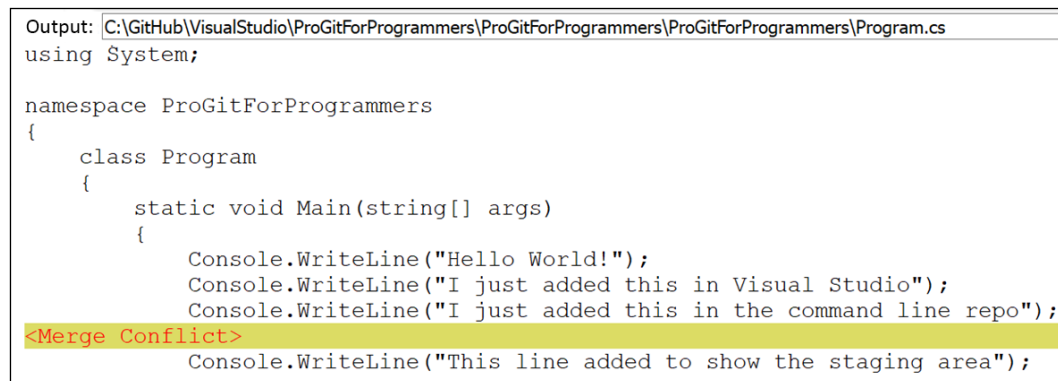 Output: C:\GitHub\VisualStudio\ProGitForProgrammers\ProGitForProgrammers\ProGitForProgrammers\Program.cs
using System;

namespace ProGitForProgrammers
{
    class Program
    {
        static void Main(string[] args)
        {
            Console.WriteLine("Hello World!");
            Console.WriteLine("I just added this in Visual Studio");
            Console.WriteLine("I just added this in the command line repo");
<Merge Conflict>
            Console.WriteLine("This line added to show the staging area");